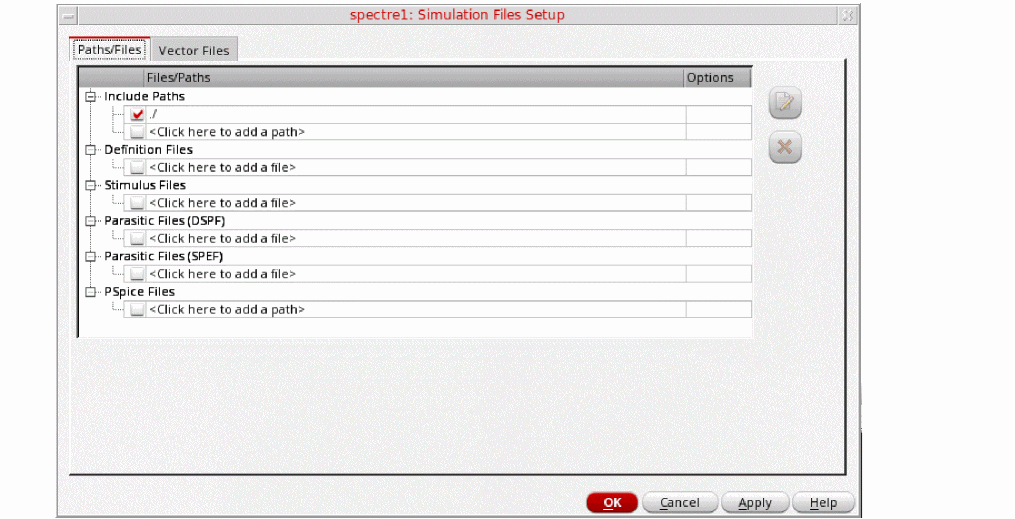 spectre1: Simulation Files Setup
Paths/Files Vector Files
Files/Paths Options
Include Paths
./
<Click here to add a path>
Definition Files
<Click here to add a file>
Stimulus Files
<Click here to add a file>
Parasitic Files (DSPF)
<Click here to add a file>
Parasitic Files (SPEF)
<Click here to add a file>
PSpice Files
<Click here to add a path>
OK Cancel Apply Help